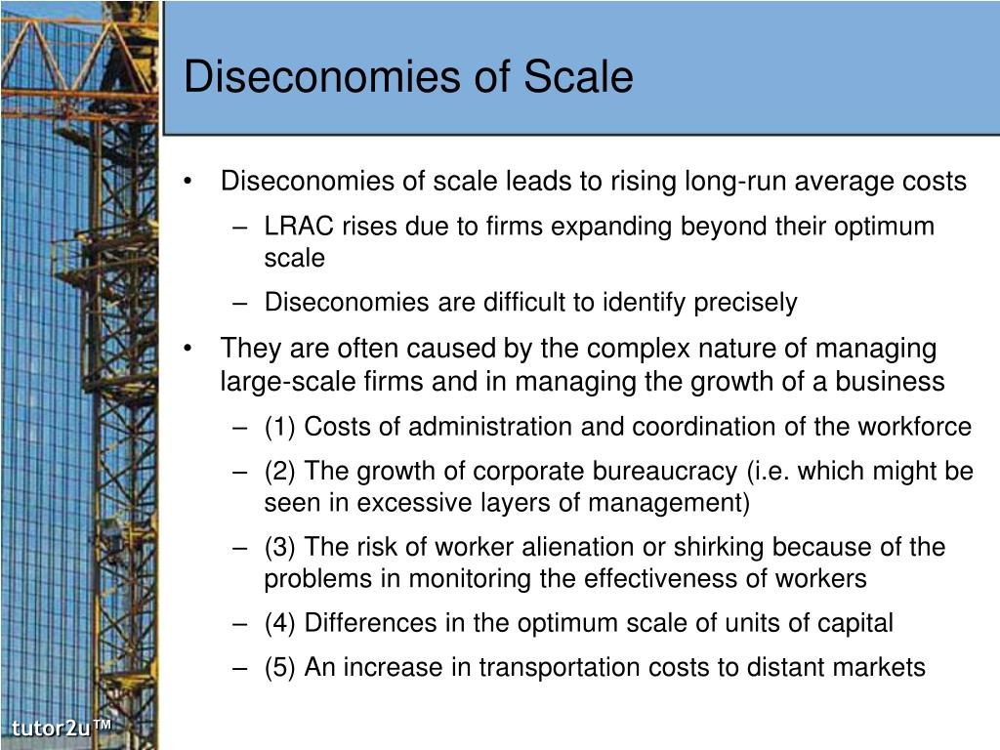 Diseconomies of Scale
• Diseconomies of scale leads to rising long-run average costs
– LRAC rises due to firms expanding beyond their optimum
scale
– Diseconomies are difficult to identify precisely
• They are often caused by the complex nature of managing
large-scale firms and in managing the growth of a business
– (1) Costs of administration and coordination of the workforce
– (2) The growth of corporate bureaucracy (i.e. which might be
seen in excessive layers of management)
– (3) The risk of worker alienation or shirking because of the
problems in monitoring the effectiveness of workers
– (4) Differences in the optimum scale of units of capital
– (5) An increase in transportation costs to distant markets
tutor2u™